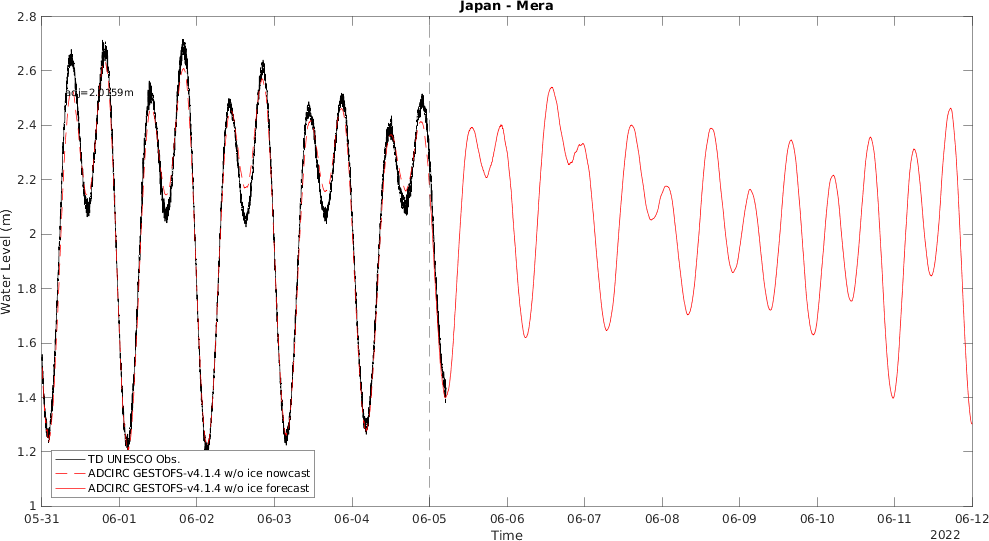 Japan - Mera
2.8
2.6
2.4
2.2
2
1.8
1.6
1.4
1.2
1
Water Level (m)
adj=2.0159m
TD UNESCO Obs.
ADCIRC GESTOFS-v4.1.4 w/o ice nowcast
ADCIRC GESTOFS-v4.1.4 w/o ice forecast
05-31 06-01 06-02 06-03 06-04 06-05 06-06 06-07 06-08 06-09 06-10 06-11 06-12
Time
2022